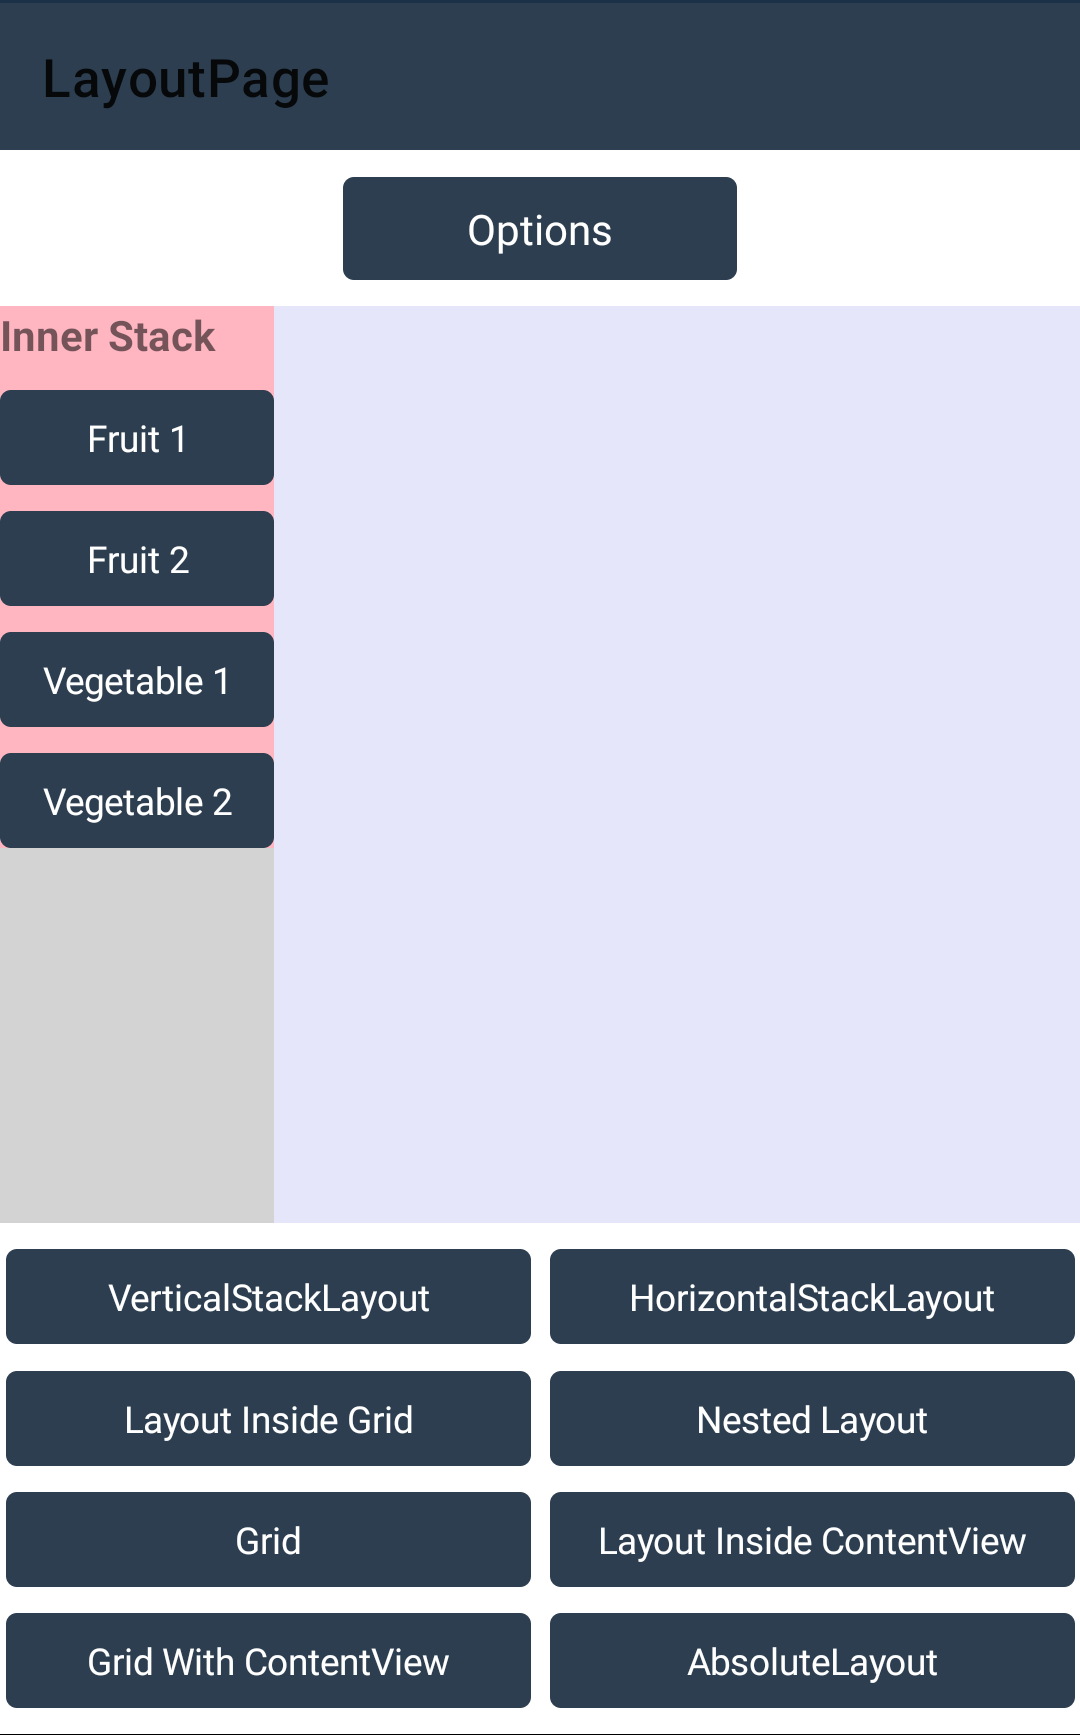 LayoutPage
Options
Inner Stack
Fruit 1
Fruit 2
Vegetable 1
Vegetable 2
VerticalStackLayout
HorizontalStackLayout
Layout Inside Grid
Nested Layout
Grid
Layout Inside ContentView
Grid With ContentView
AbsoluteLayout